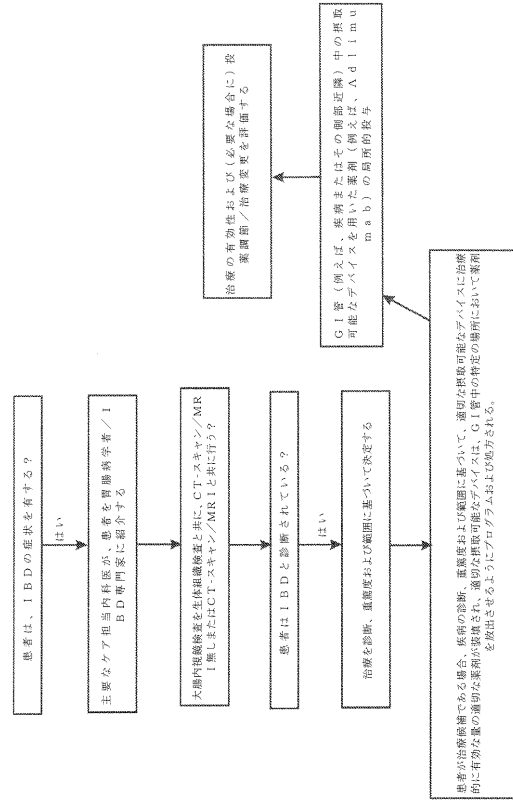 患者は、IBDの症状を有する?
はい
主要なケア担当内科医が、患者を胃腸病学者/I
BD専門家に紹介する
大腸内視鏡検査を生体組織検査と共に、CT-スキャン/MR
I無しまたはCT-スキャン/MRIと共に行う?
患者はIBDと診断されている?
はい
治療を診断、重篤度および範囲に基づいて決定する
患者が治療候補である場合、疾病の診断、重篤度および範囲に基づいて、適切な摂取可能なデバイスに治療
的に有効な量の適切な薬剤が装填され、適切な摂取可能なデバイスは、GI管中の特定の場所において薬剤
を放出させるようにプログラムおよび処方される。
GI管(例えば、疾病またはその側部近隣)中の摂取
可能なデバイスを用いた薬剤(例えば、Adlimu
mab)の局所的投与
治療の有効性および(必要な場合に)投
薬調節/治療変更を評価する